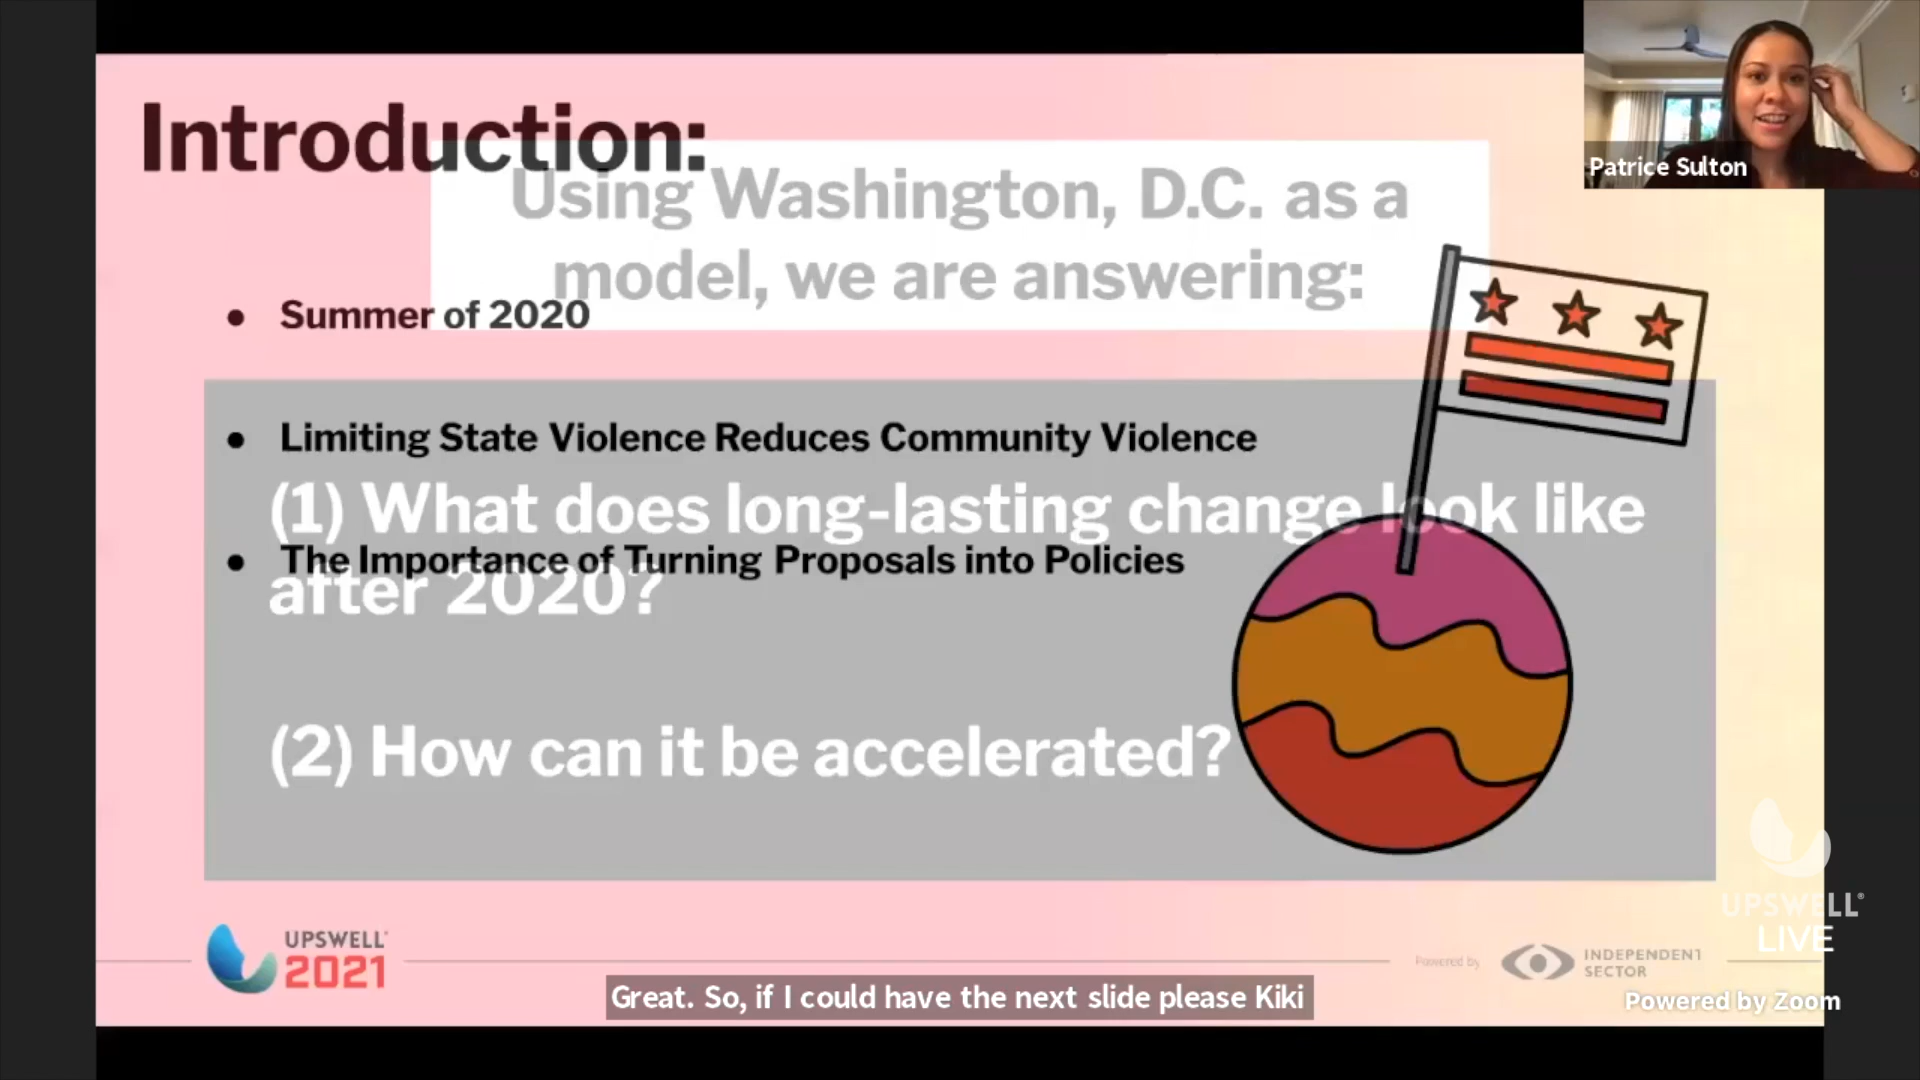 Introduction:
Using Washington, D.C. as a
model, we are answering:
• Summer of 2020
• Limiting State Violence Reduces Community Violence
(1) What does long-lasting change look like
• The Importance of Turning Proposals into Policies
after 2020?
(2) How can it be accelerated?
Patrice Sulton
UPSWELL
2021
Powered by
INDEPENDENT
SECTOR
UPSWELL®
LIVE
Powered by Zoom
Great. So, if I could have the next slide please Kiki